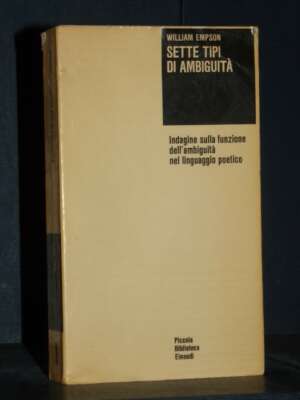 WILLIAM EMPSON
SETTE TIPI
DI AMBIGUITÀ
Indagine sulla funzione
dell'ambiguità
nel linguaggio poetico
Piccola
Biblioteca
Einaudi